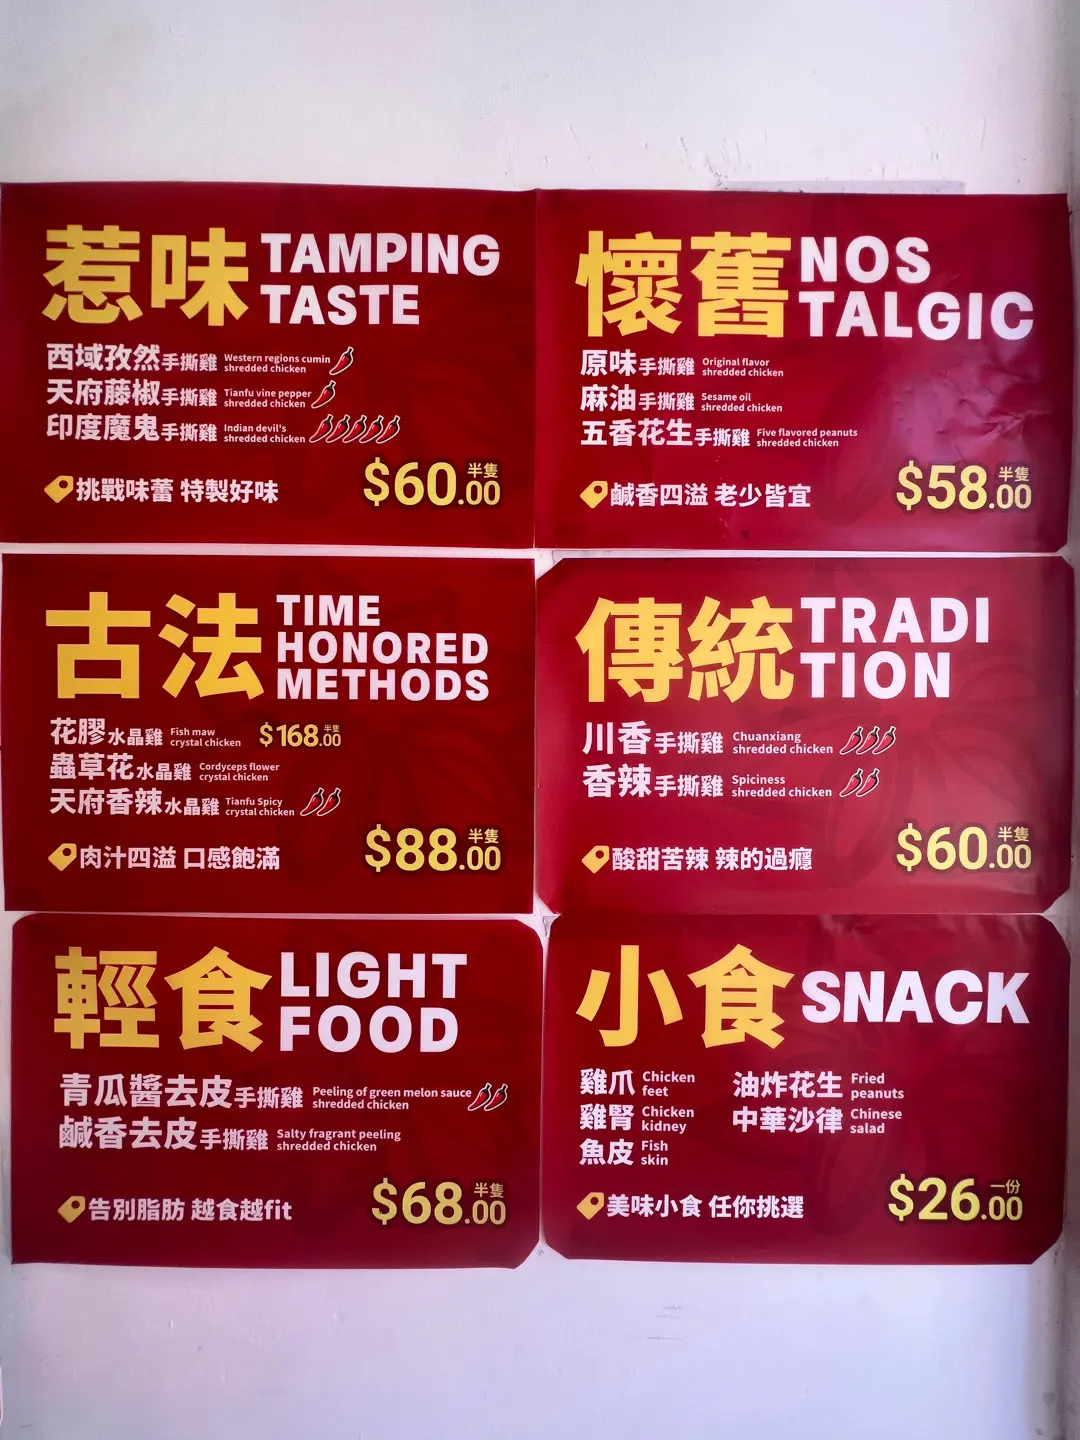 惹味 TAMPING
TASTE
西域孜然手撕雞 Western regions cumin
shredded chicken
天府藤椒手撕雞 Tianfu vine pepper
shredded chicken
印度魔鬼手撕雞 Indian devil's
shredded chicken
挑戰味蕾 特製好味
$60.00 半隻
懷舊 NOS
TALGIC
原味手撕雞 Original flavor
shredded chicken
麻油手撕雞 Sesame oil
shredded chicken
五香花生手撕雞 Five flavored peanuts
shredded chicken
鹹香四溢 老少皆宜
$58.00 半隻
古法 TIME
HONORED
METHODS
花膠水晶雞 Fish maw
crystal chicken
$168.00 半隻
蟲草花水晶雞 Cordyceps flower
crystal chicken
天府香辣水晶雞 Tianfu Spicy
crystal chicken
肉汁四溢 口感飽滿
$88.00 半隻
傳統 TRADI
TION
川香手撕雞 Chuanxiang
shredded chicken
香辣手撕雞 Spiciness
shredded chicken
酸甜苦辣 辣的過癮
$60.00 半隻
輕食 LIGHT
FOOD
青瓜醬去皮手撕雞 Peeling of green melon sauce
shredded chicken
鹹香去皮手撕雞 Salty fragrant peeling
shredded chicken
告別脂肪 越食越fit
$68.00 半隻
小食 SNACK
雞爪 Chicken
feet
油炸花生 Fried
peanuts
雞腎 Chicken
kidney
中華沙律 Chinese
salad
魚皮 Fish
skin
美味小食 任你挑選
$26.00 一份